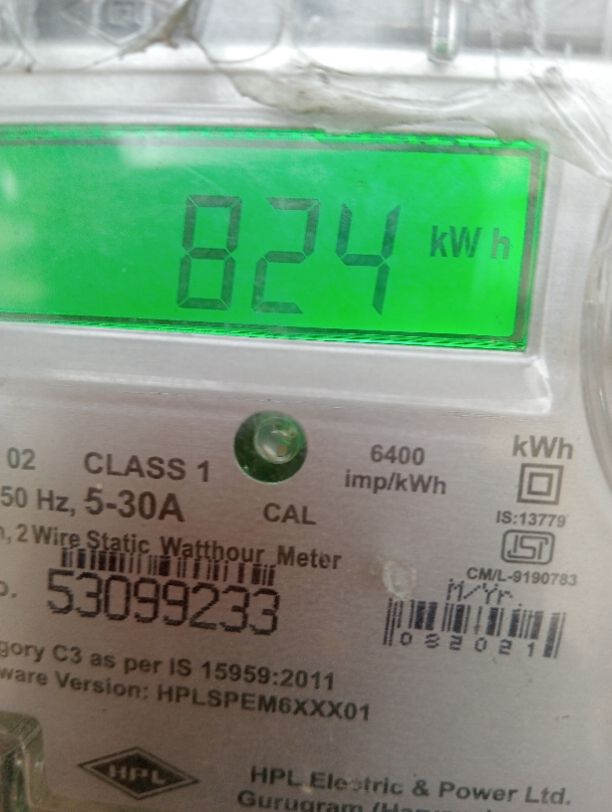 824 kWh
02 CLASS 1
6400
imp/kWh
kWh
50 Hz, 5-30A
CAL
IS:13779
2 Wire Static Watthour Meter
CM/L-9190783
53099233
M/Yr.
082021
gory C3 as per IS 15959:2011
ware Version: HPLSPEM6XXX01
HPL
HPL Electric & Power Ltd.
Gurugram